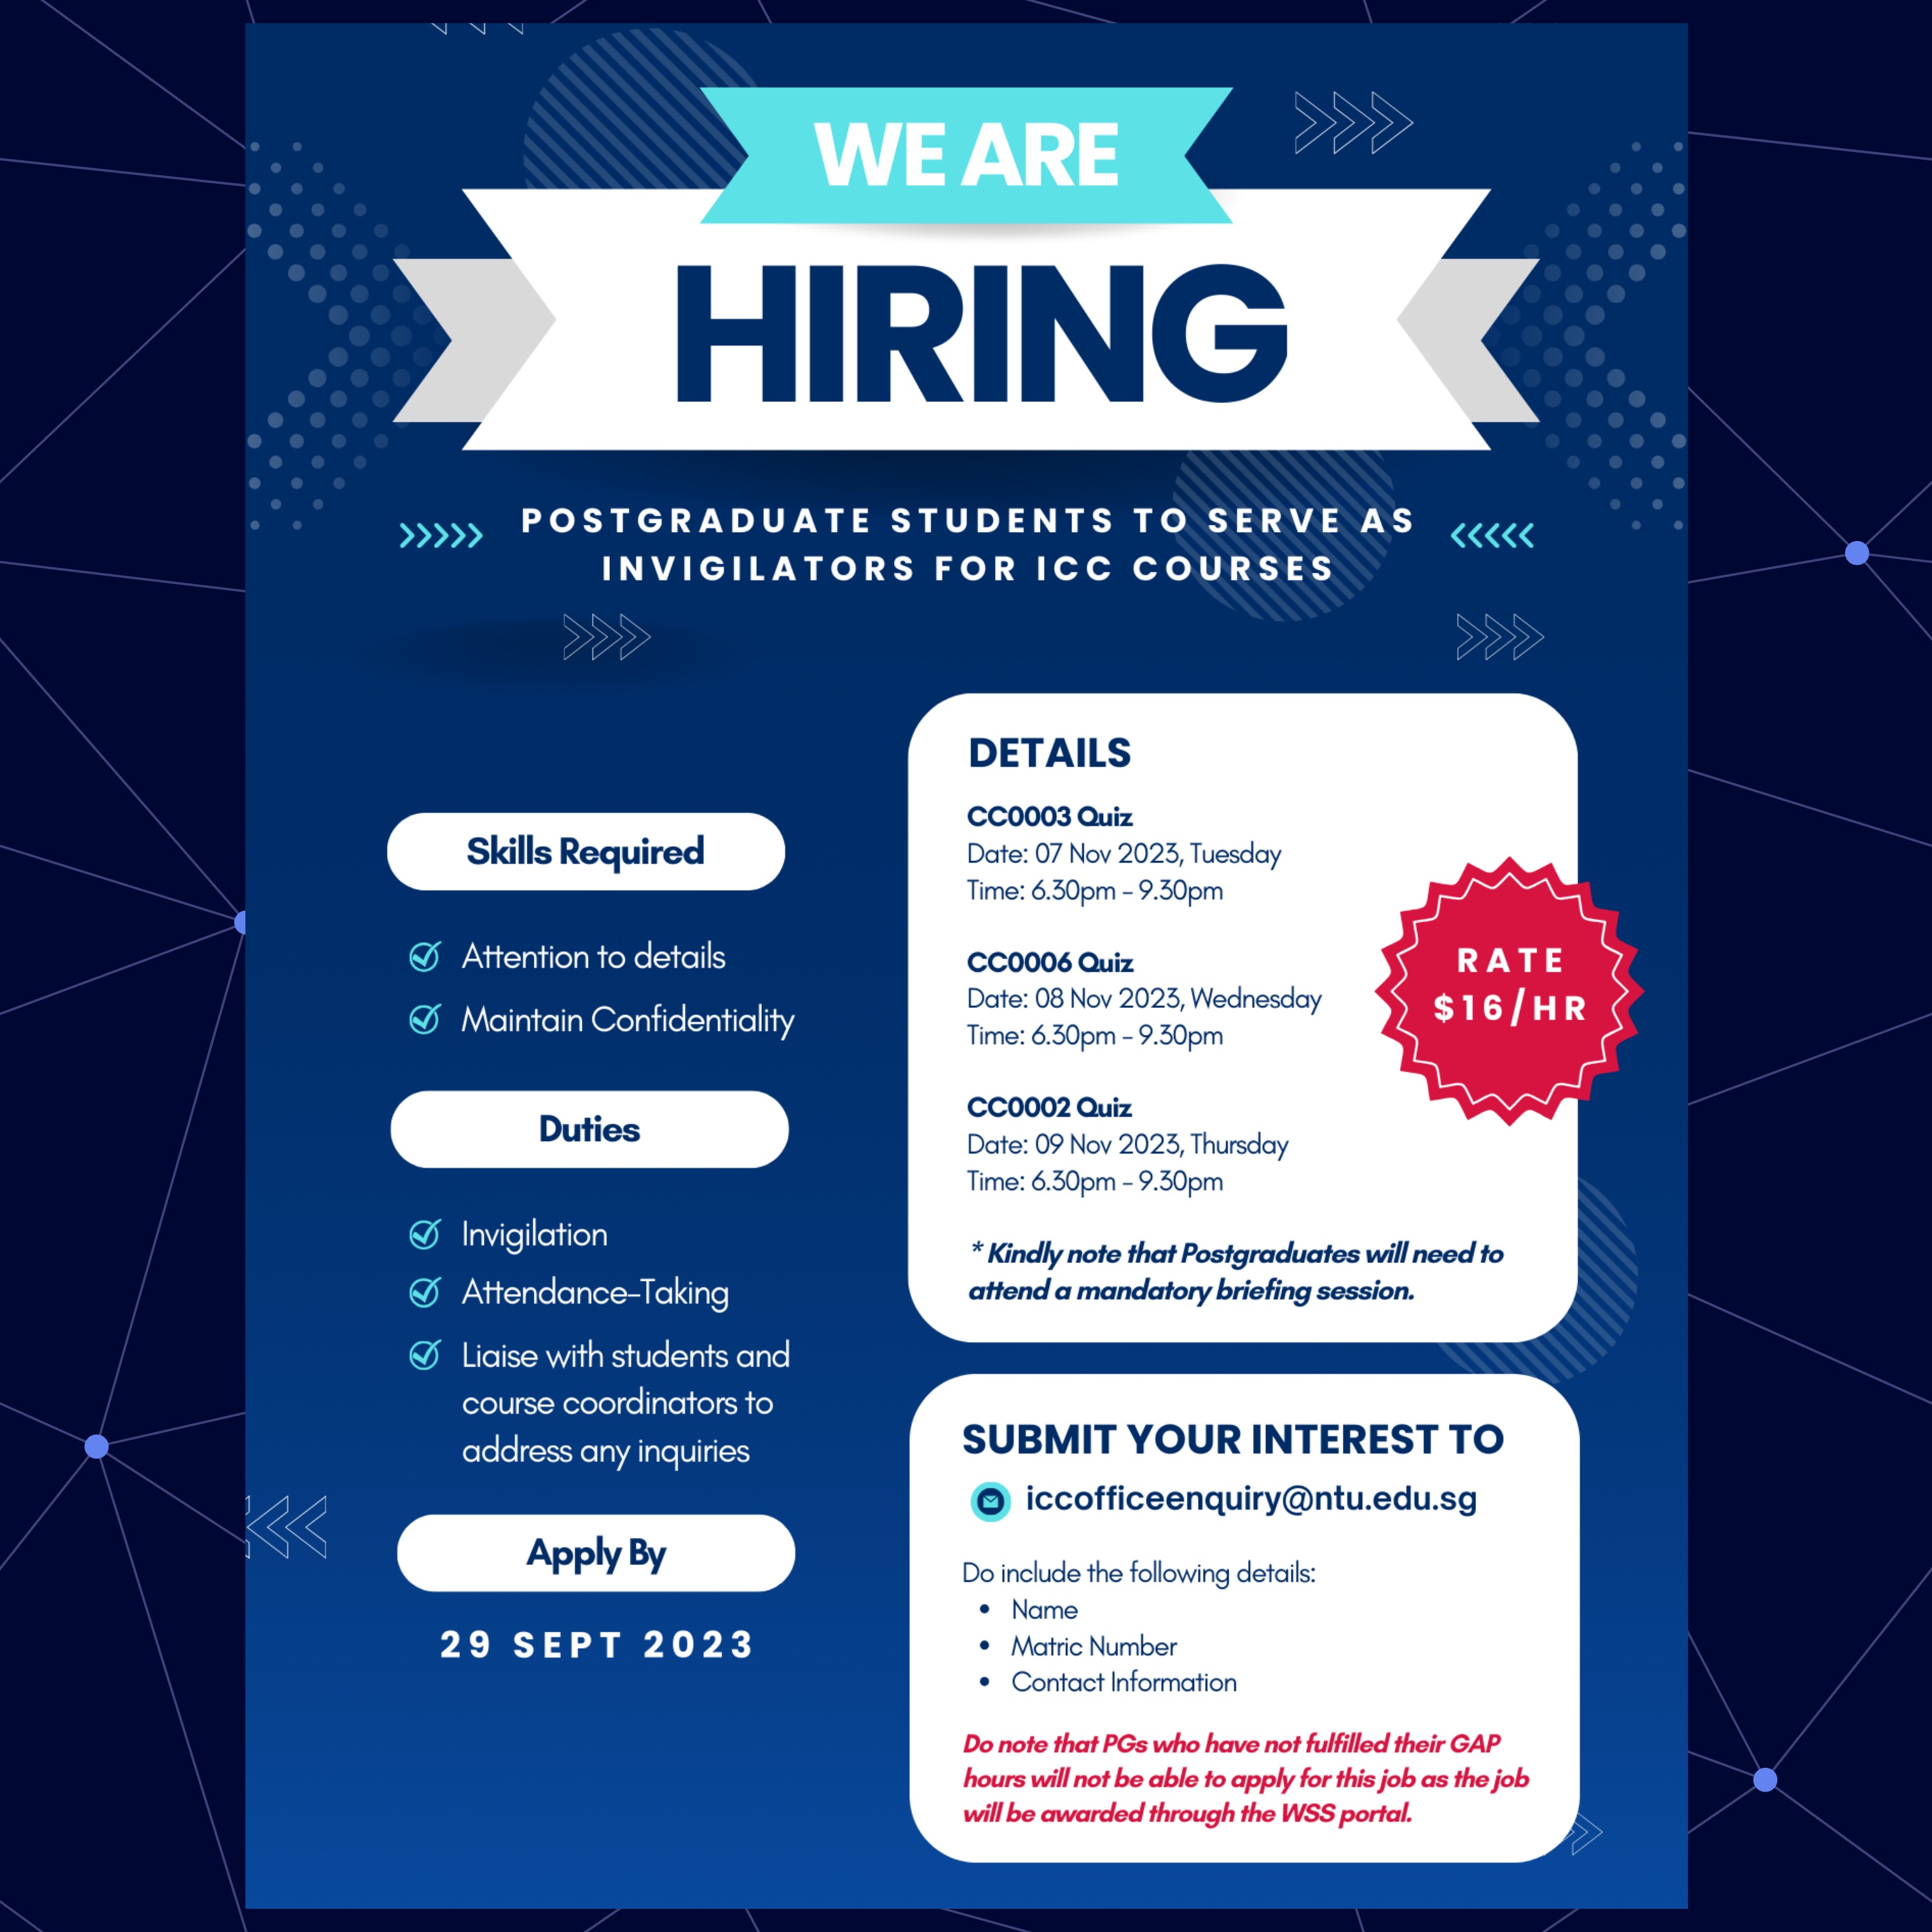 WE ARE
HIRING
POSTGRADUATE STUDENTS TO SERVE AS
INVIGILATORS FOR ICC COURSES
Skills Required
Attention to details
Maintain Confidentiality
Duties
Invigilation
Attendance-Taking
Liaise with students and
course coordinators to
address any inquiries
Apply By
29 SEPT 2023
DETAILS
CC0003 Quiz
Date: 07 Nov 2023, Tuesday
Time: 6.30pm - 9.30pm
CC0006 Quiz
Date: 08 Nov 2023, Wednesday
Time: 6.30pm - 9.30pm
CC0002 Quiz
Date: 09 Nov 2023, Thursday
Time: 6.30pm - 9.30pm
* Kindly note that Postgraduates will need to
attend a mandatory briefing session.
RATE
$16/HR
SUBMIT YOUR INTEREST TO
iccofficeenquiry@ntu.edu.sg
Do include the following details:
• Name
• Matric Number
• Contact Information
Do note that PGs who have not fulfilled their GAP
hours will not be able to apply for this job as the job
will be awarded through the WSS portal.